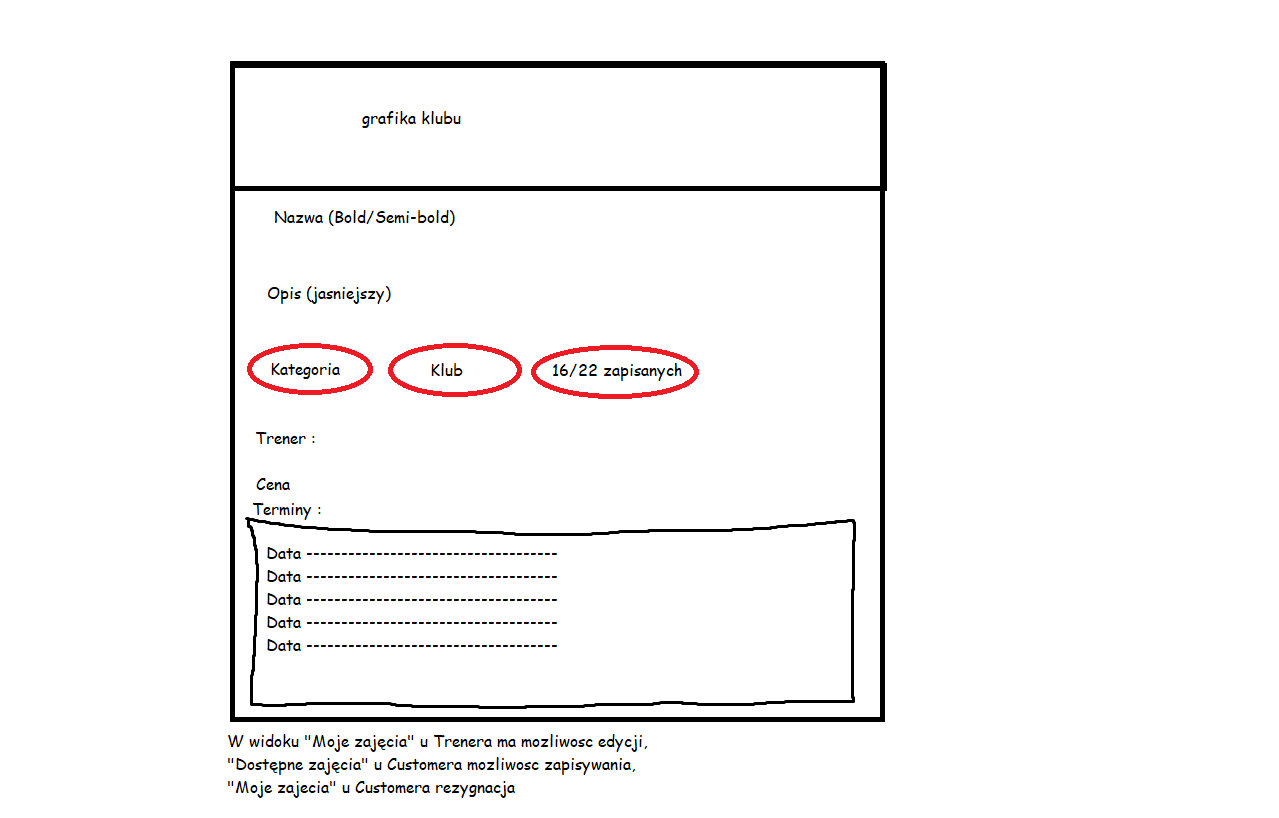 grafika klubu
Nazwa (Bold/Semi-bold)
Opis (jasniejszy)
Kategoria Klub 16/22 zapisanych
Trener :
Cena
Terminy :
Data ------------------------------------
Data ------------------------------------
Data ------------------------------------
Data ------------------------------------
Data ------------------------------------
W widoku "Moje zajęcia" u Trenera ma mozliwosc edycji,
"Dostępne zajęcia" u Customera mozliwosc zapisywania,
"Moje zajecia" u Customera rezygnacja